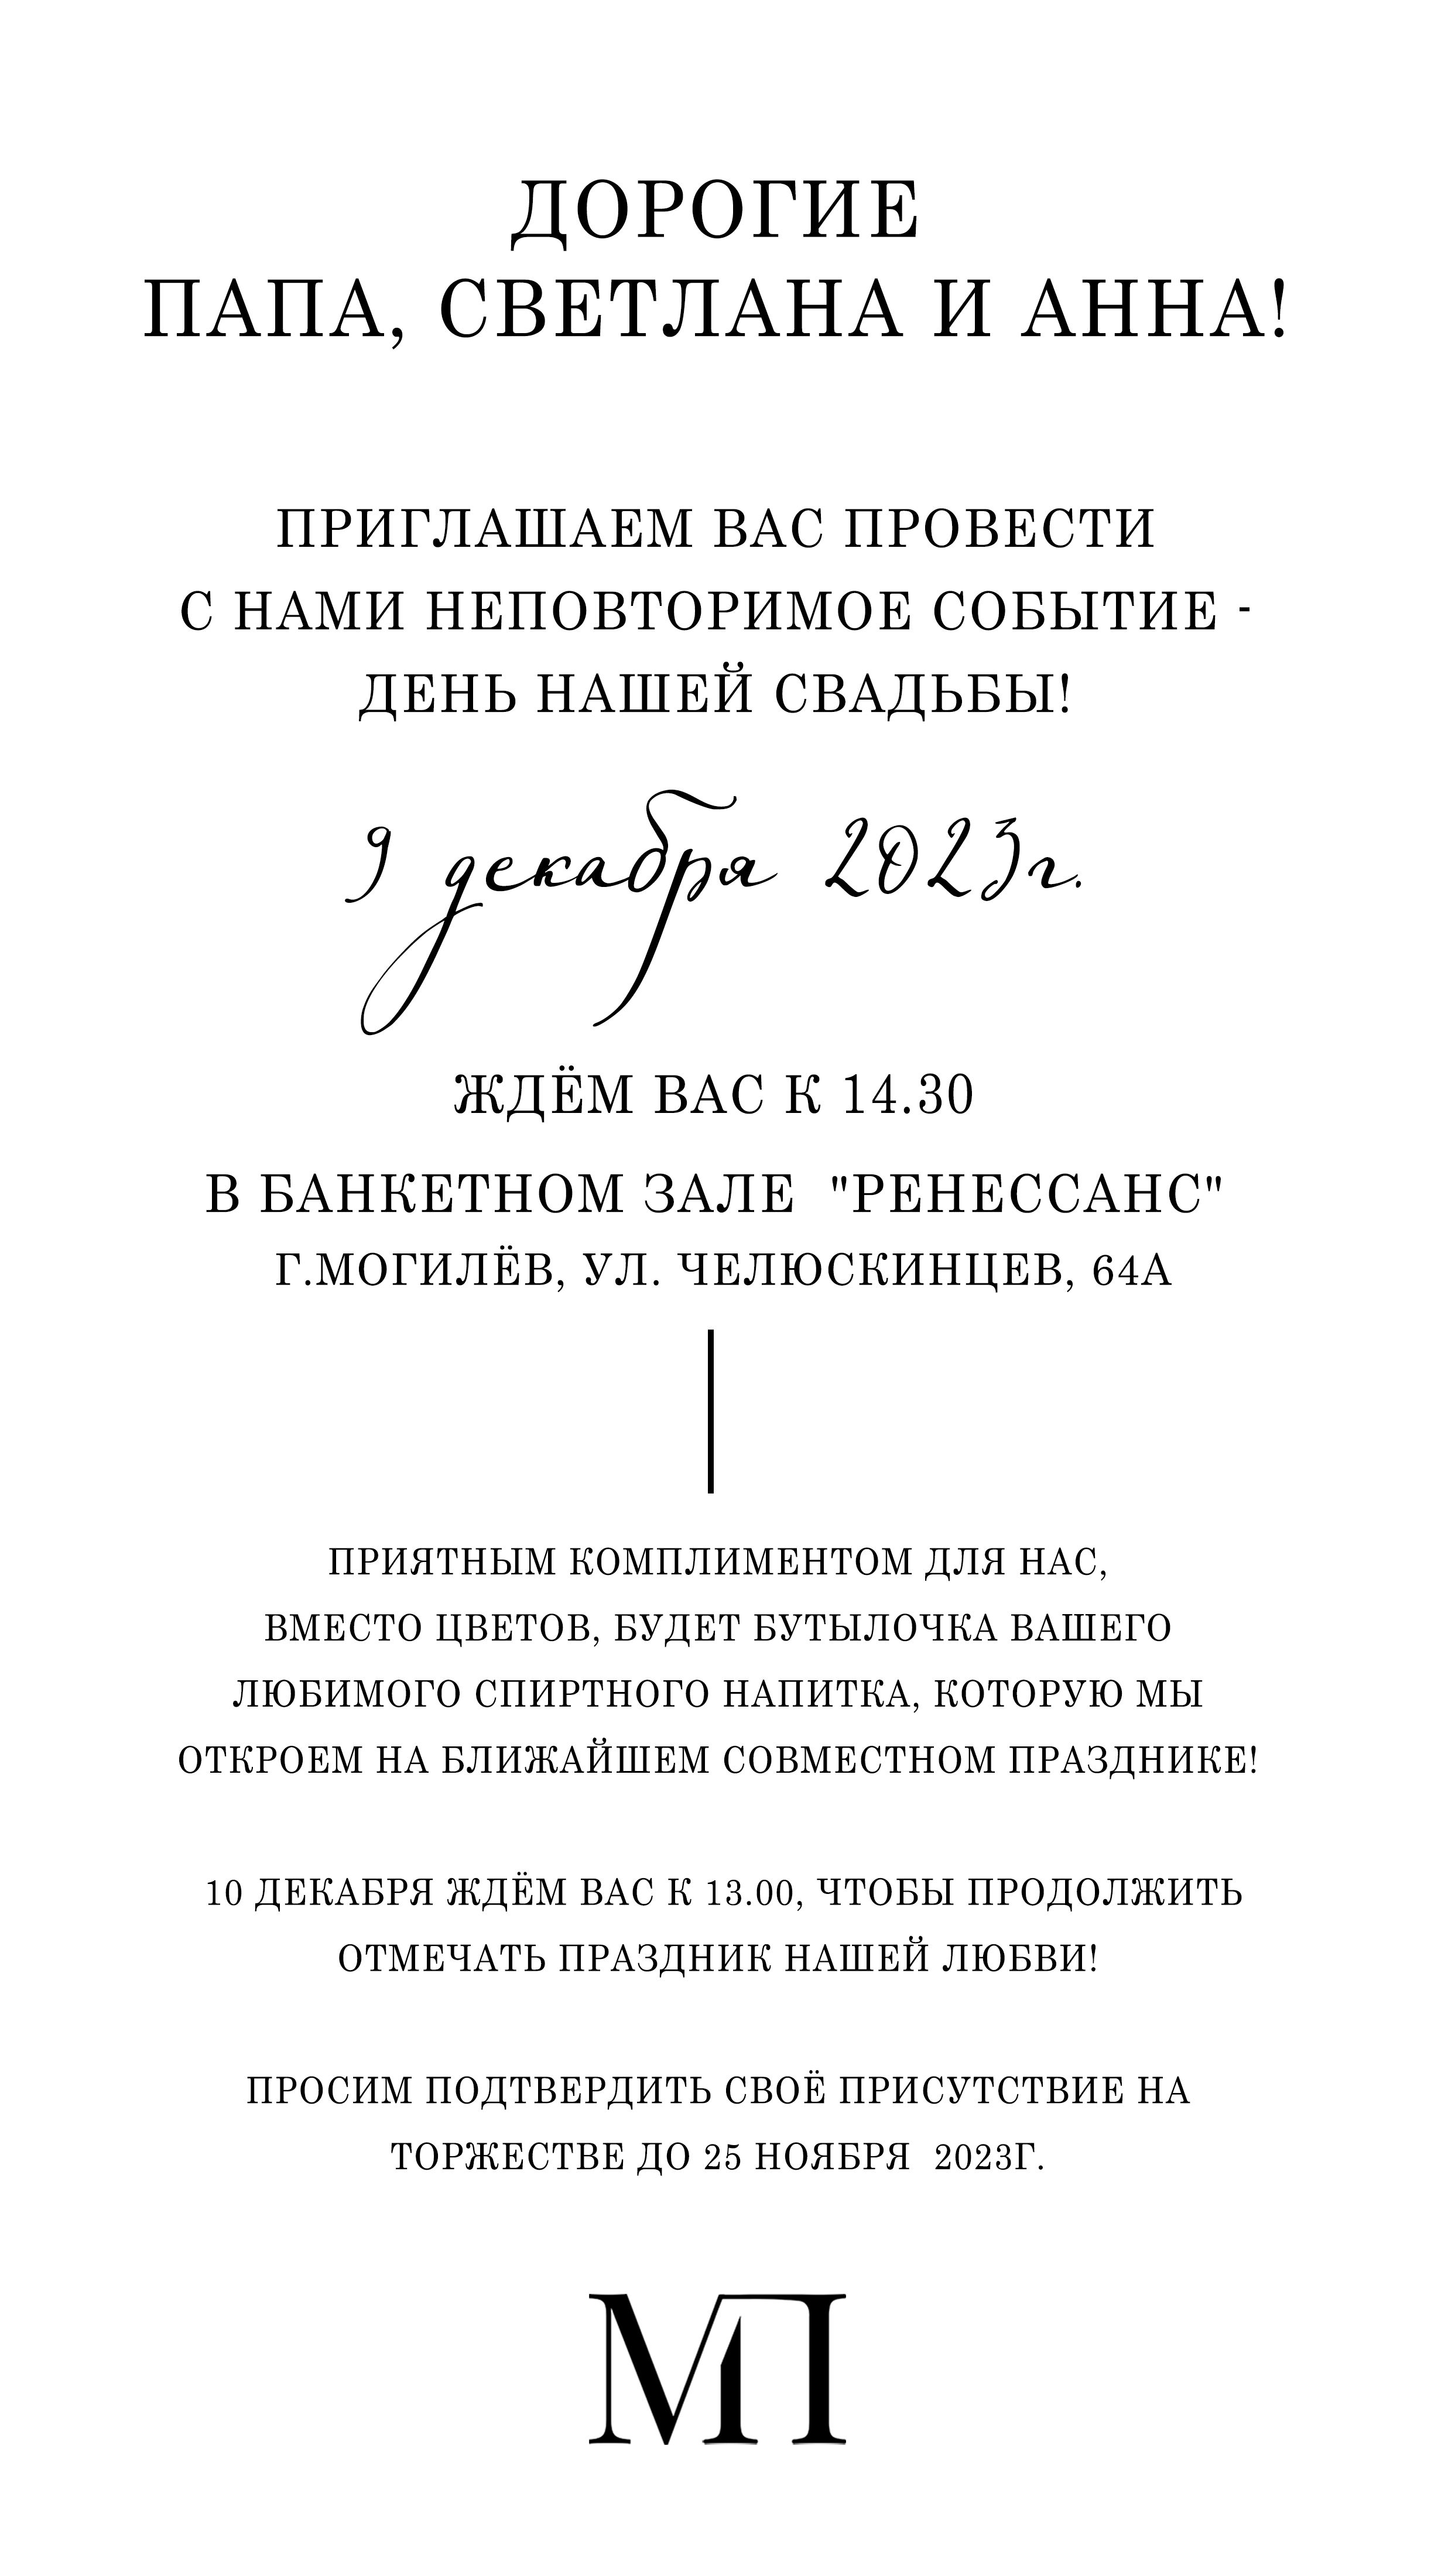 ДОРОГИЕ
ПАПА, СВЕТЛАНА И АННА!
ПРИГЛАШАЕМ ВАС ПРОВЕСТИ
С НАМИ НЕПОВТОРИМОЕ СОБЫТИЕ -
ДЕНЬ НАШЕЙ СВАДЬБЫ!
9 декабря 2023г.
ЖДЁМ ВАС К 14.30
В БАНКЕТНОМ ЗАЛЕ "РЕНЕССАНС"
Г.МОГИЛЁВ, УЛ. ЧЕЛЮСКИНЦЕВ, 64А
ПРИЯТНЫМ КОМПЛИМЕНТОМ ДЛЯ НАС,
ВМЕСТО ЦВЕТОВ, БУДЕТ БУТЫЛОЧКА ВАШЕГО
ЛЮБИМОГО СПИРТНОГО НАПИТКА, КОТОРУЮ МЫ
ОТКРОЕМ НА БЛИЖАЙШЕМ СОВМЕСТНОМ ПРАЗДНИКЕ!
10 ДЕКАБРЯ ЖДЁМ ВАС К 13.00, ЧТОБЫ ПРОДОЛЖИТЬ
ОТМЕЧАТЬ ПРАЗДНИК НАШЕЙ ЛЮБВИ!
ПРОСИМ ПОДТВЕРДИТЬ СВОЁ ПРИСУТСТВИЕ НА
ТОРЖЕСТВЕ ДО 25 НОЯБРЯ 2023Г.
МП